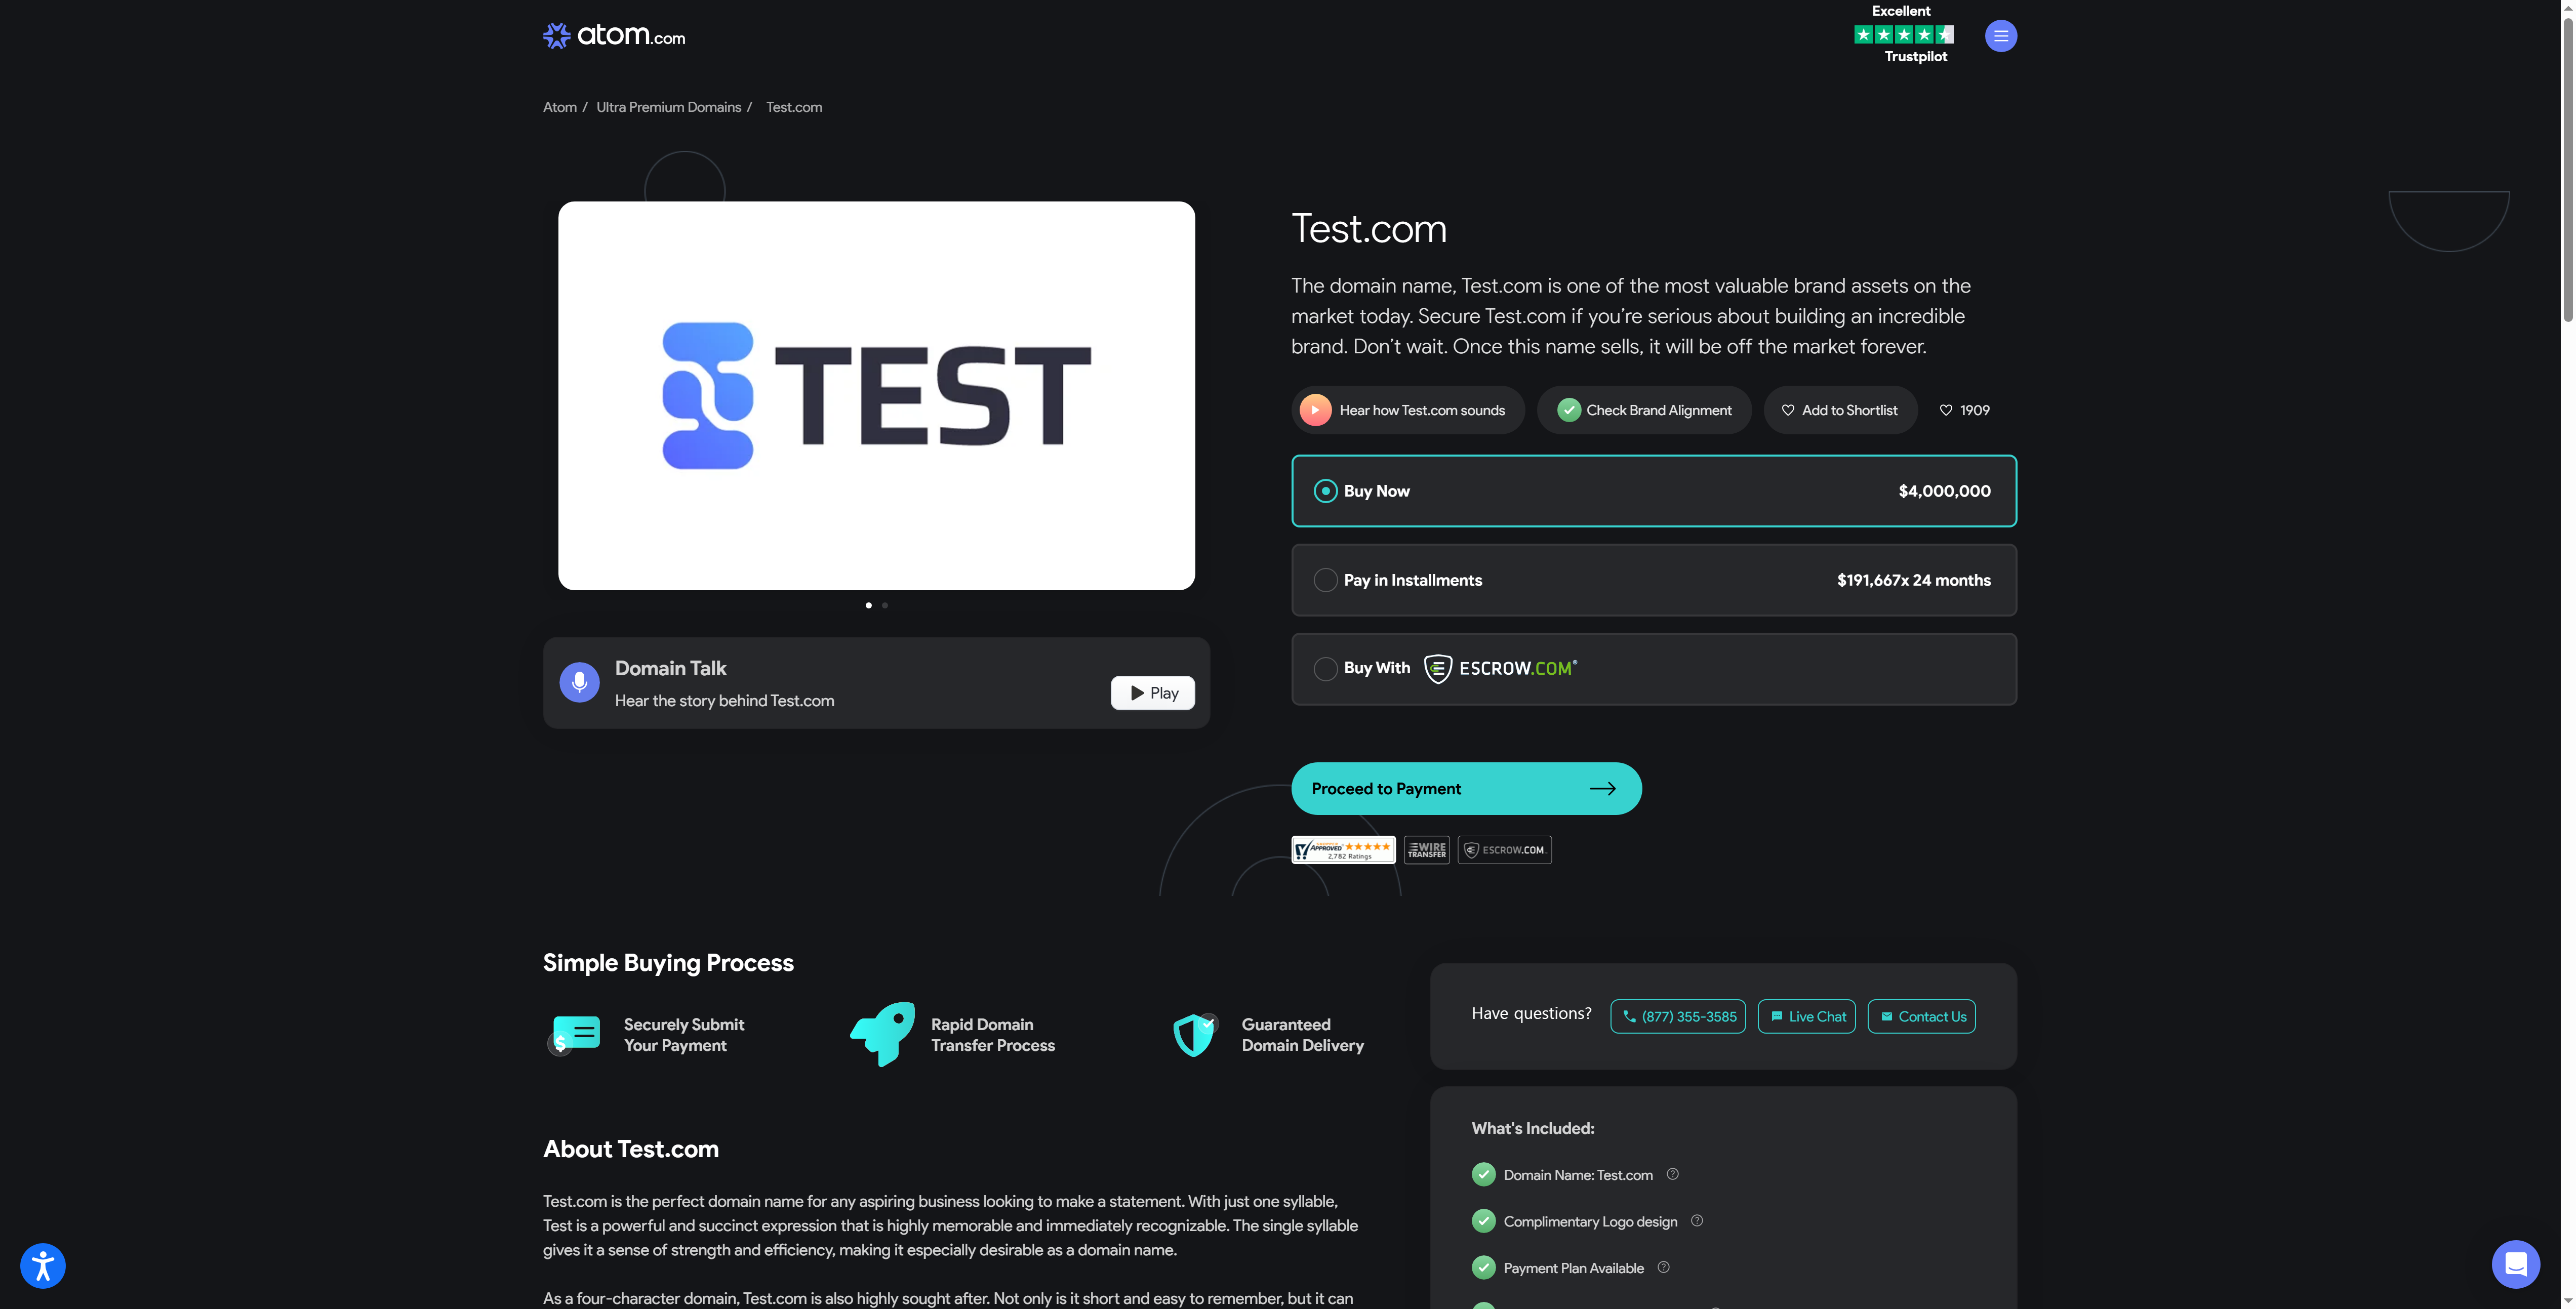 atom.com
Excellent
Trustpilot
Atom / Ultra Premium Domains / Test.com
TEST
Domain Talk
Hear the story behind Test.com
Play
Test.com
The domain name, Test.com is one of the most valuable brand assets on the
market today. Secure Test.com if you’re serious about building an incredible
brand. Don’t wait. Once this name sells, it will be off the market forever.
Hear how Test.com sounds
Check Brand Alignment
Add to Shortlist
1909
Buy Now $4,000,000
Pay in Installments $191,667x 24 months
Buy With ESCROW.COM®
Proceed to Payment
SHOPPER APPROVED
2,782 Ratings
WIRE
TRANSFER
ESCROW.COM
Simple Buying Process
Securely Submit
Your Payment
Rapid Domain
Transfer Process
Guaranteed
Domain Delivery
Have questions?
(877) 355-3585
Live Chat
Contact Us
About Test.com
Test.com is the perfect domain name for any aspiring business looking to make a statement. With just one syllable,
Test is a powerful and succinct expression that is highly memorable and immediately recognizable. The single syllable
gives it a sense of strength and efficiency, making it especially desirable as a domain name.
As a four-character domain, Test.com is also highly sought after. Not only is it short and easy to remember, but it can
What's Included:
Domain Name: Test.com
Complimentary Logo design
Payment Plan Available